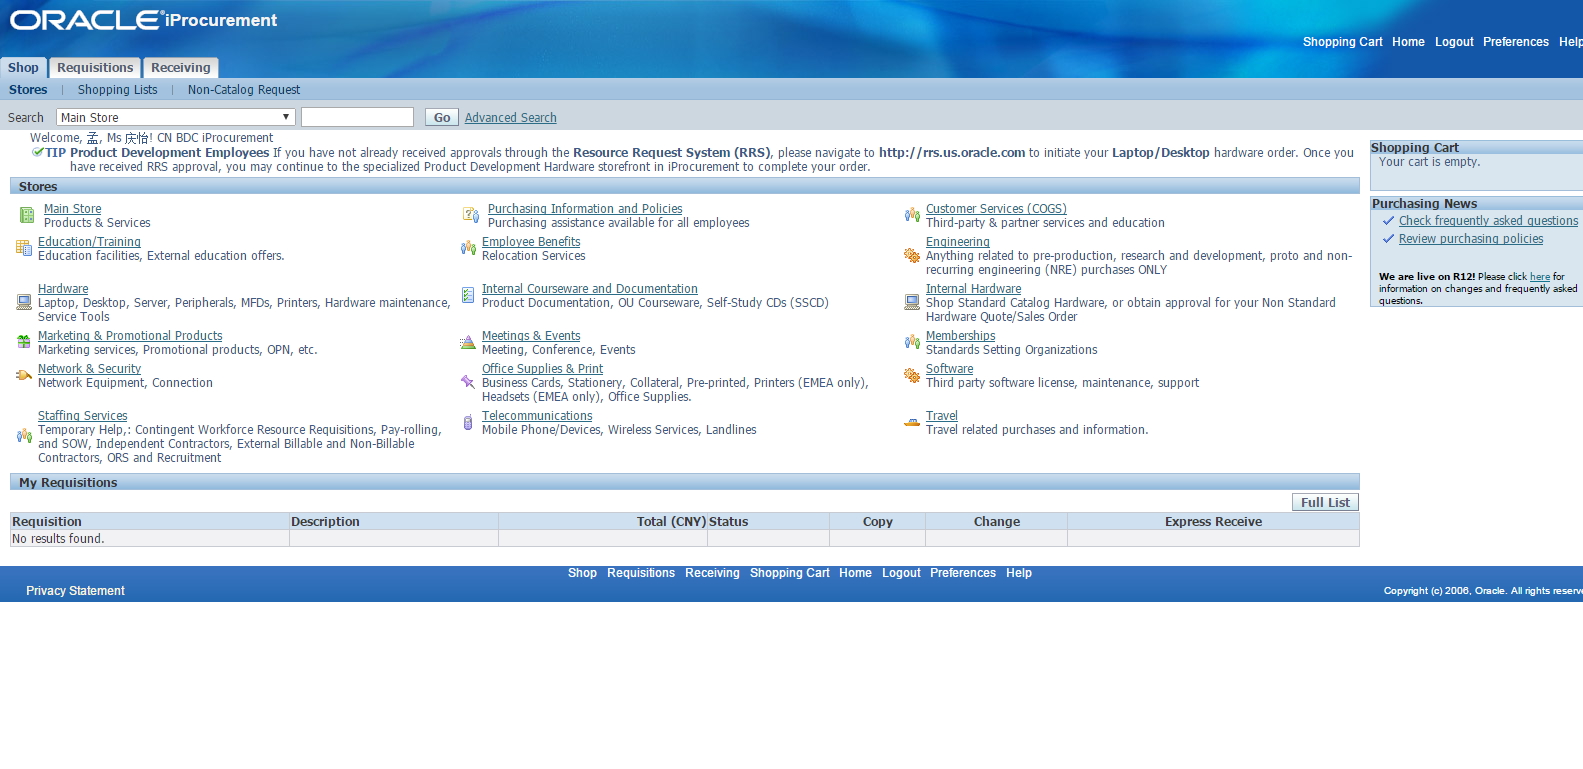 ORACLE® iProcurement
Shopping Cart Home Logout Preferences Help
Shop Requisitions Receiving
Stores | Shopping Lists | Non-Catalog Request
Search Main Store Go Advanced Search
Welcome, 孟, Ms 庆怡! CN BDC iProcurement
TIP Product Development Employees If you have not already received approvals through the Resource Request System (RRS), please navigate to http://rrs.us.oracle.com to initiate your Laptop/Desktop hardware order. Once you
have received RRS approval, you may continue to the specialized Product Development Hardware storefront in iProcurement to complete your order.
Stores
Main Store
Products & Services
Purchasing Information and Policies
Purchasing assistance available for all employees
Customer Services (COGS)
Third-party & partner services and education
Education/Training
Education facilities, External education offers.
Employee Benefits
Relocation Services
Engineering
Anything related to pre-production, research and development, proto and non-
recurring engineering (NRE) purchases ONLY
Hardware
Laptop, Desktop, Server, Peripherals, MFDs, Printers, Hardware maintenance,
Service Tools
Internal Courseware and Documentation
Product Documentation, OU Courseware, Self-Study CDs (SSCD)
Internal Hardware
Shop Standard Catalog Hardware, or obtain approval for your Non Standard
Hardware Quote/Sales Order
Marketing & Promotional Products
Marketing services, Promotional products, OPN, etc.
Meetings & Events
Meeting, Conference, Events
Memberships
Standards Setting Organizations
Network & Security
Network Equipment, Connection
Office Supplies & Print
Business Cards, Stationery, Collateral, Pre-printed, Printers (EMEA only),
Headsets (EMEA only), Office Supplies.
Software
Third party software license, maintenance, support
Staffing Services
Temporary Help,: Contingent Workforce Resource Requisitions, Pay-rolling,
and SOW, Independent Contractors, External Billable and Non-Billable
Contractors, ORS and Recruitment
Telecommunications
Mobile Phone/Devices, Wireless Services, Landlines
Travel
Travel related purchases and information.
Shopping Cart
Your cart is empty.
Purchasing News
Check frequently asked questions
Review purchasing policies
We are live on R12! Please click here for
information on changes and frequently asked
questions.
My Requisitions
Full List
Requisition Description Total (CNY) Status Copy Change Express Receive
No results found.
Shop Requisitions Receiving Shopping Cart Home Logout Preferences Help
Privacy Statement
Copyright (c) 2006, Oracle. All rights reserve